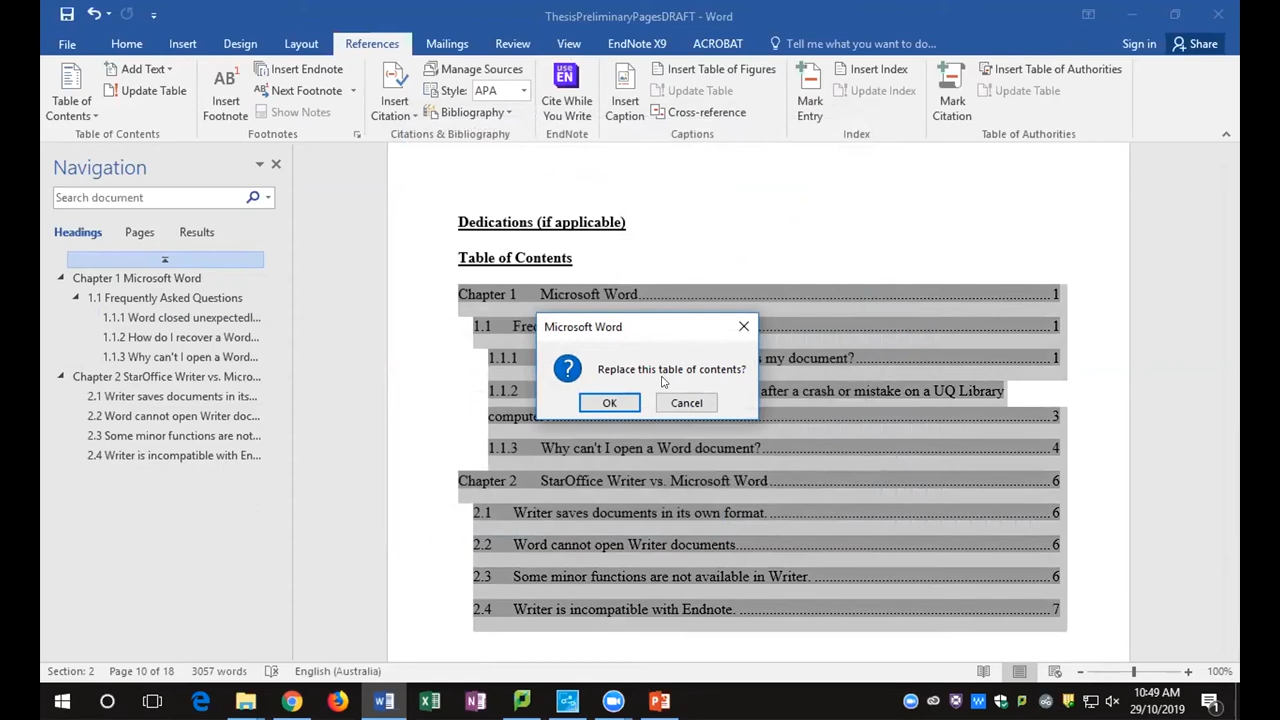 ThesisPreliminaryPagesDRAFT - Word
File Home Insert Design Layout References Mailings Review View EndNote X9 ACROBAT Tell me what you want to do... Sign in Share
Table of Contents
Add Text
Update Table
Table of Contents
AB1
Insert Footnote
Insert Endnote
AB1 Next Footnote
Show Notes
Footnotes
Insert Citation
Manage Sources
Style: APA
Bibliography
Citations & Bibliography
EN
Cite While You Write
EndNote
Insert Caption
Insert Table of Figures
Update Table
Cross-reference
Captions
Mark Entry
Insert Index
Update Index
Index
Mark Citation
Insert Table of Authorities
Update Table
Table of Authorities
Navigation
Search document
Headings Pages Results
Chapter 1 Microsoft Word
1.1 Frequently Asked Questions
1.1.1 Word closed unexpectedl...
1.1.2 How do I recover a Word...
1.1.3 Why can't I open a Word...
Chapter 2 StarOffice Writer vs. Micro...
2.1 Writer saves documents in its...
2.2 Word cannot open Writer doc...
2.3 Some minor functions are not...
2.4 Writer is incompatible with En...
Dedications (if applicable)
Table of Contents
Chapter 1 Microsoft Word 1
1.1 Fre 1
1.1.1 s my document? 1
1.1.2 after a crash or mistake on a UQ Library
compute 3
1.1.3 Why can't I open a Word document? 4
Chapter 2 StarOffice Writer vs. Microsoft Word 6
2.1 Writer saves documents in its own format. 6
2.2 Word cannot open Writer documents. 6
2.3 Some minor functions are not available in Writer. 6
2.4 Writer is incompatible with Endnote. 7
Microsoft Word
Replace this table of contents?
OK Cancel
Section: 2 Page 10 of 18 3057 words English (Australia) 100%
10:49 AM
29/10/2019